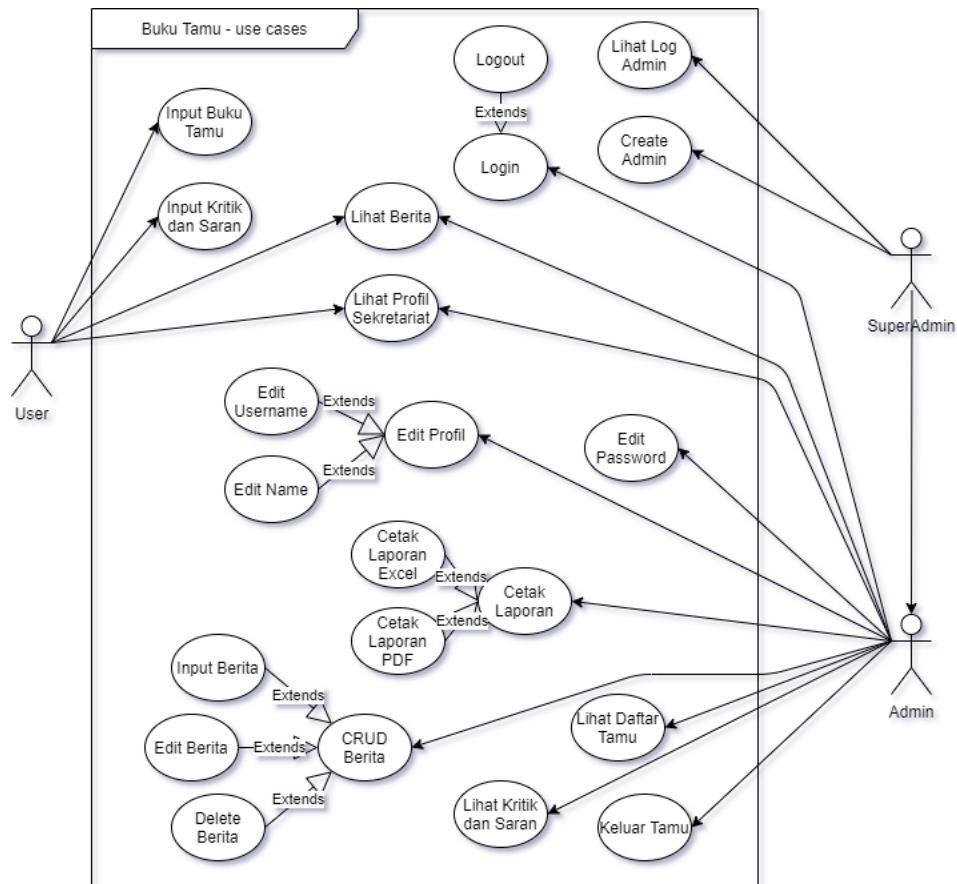 Buku Tamu - use cases
Logout
Lihat Log
Admin
Extends
Input Buku
Tamu
Create
Admin
Login
Input Kritik
dan Saran
Lihat Berita
Lihat Profil
Sekretariat
SuperAdmin
User
Edit
Username
Extends
Edit Profil
Edit
Password
Extends
Edit Name
Cetak
Laporan
Excel
Extends
Cetak
Laporan
Extends
Cetak
Laporan
PDF
Input Berita
Extends
Admin
Lihat Daftar
Tamu
Edit Berita
Extends
CRUD
Berita
Extends
Delete
Berita
Lihat Kritik
dan Saran
Keluar Tamu